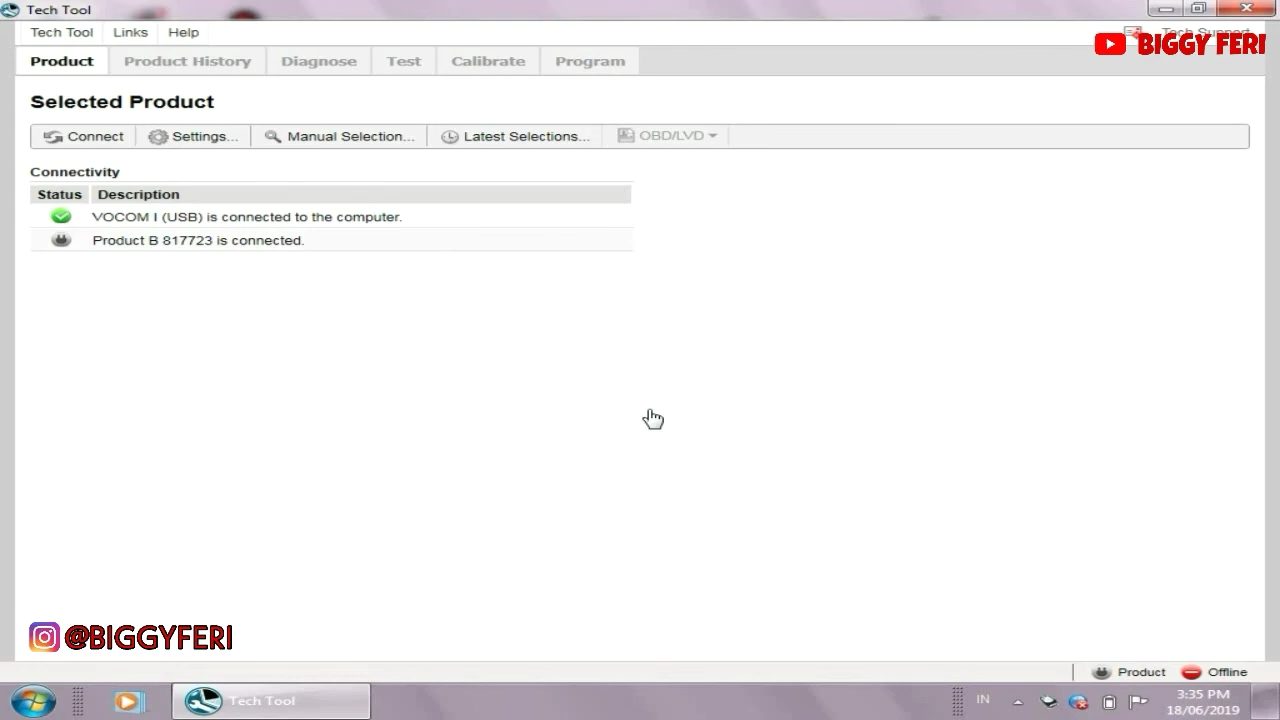 Tech Tool
Tech Tool Links Help Tech Support
BIGGY FERI
Product Product History Diagnose Test Calibrate Program
Selected Product
Connect Settings... Manual Selection... Latest Selections... OBD/LVD
Connectivity
Status Description
VOCOM I (USB) is connected to the computer.
Product B 817723 is connected.
@BIGGYFERI
Product Offline
Tech Tool IN 3:35 PM
18/06/2019